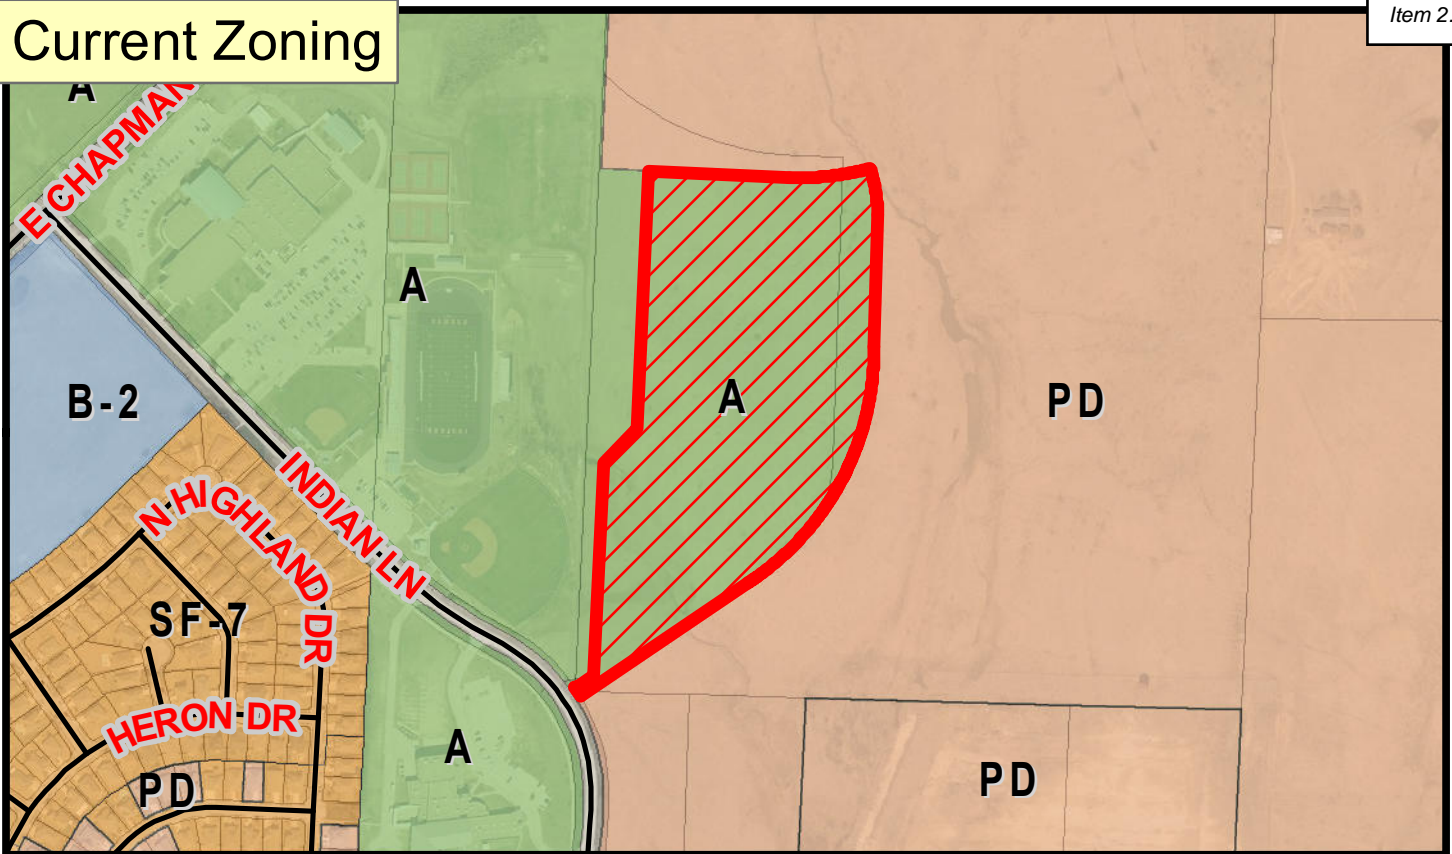 Current Zoning
Item 2.
A
E CHAPMAN
A
A
B-2
PD
INDIAN LN
N HIGHLAND DR
SF-7
HERON DR
A
PD
PD